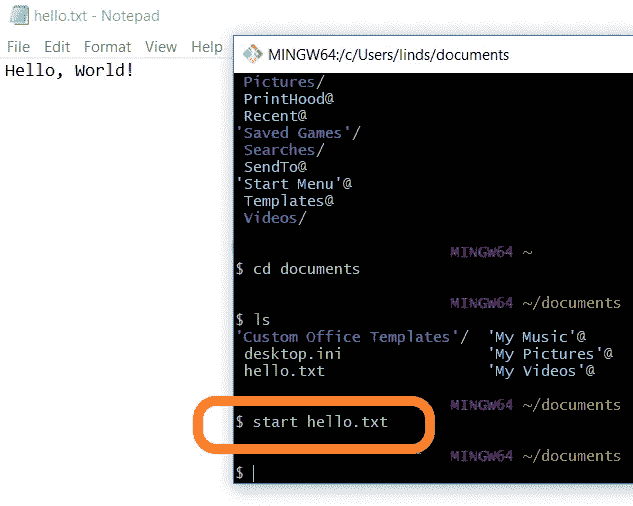 hello.txt - Notepad
File Edit Format View Help
Hello, World!
MINGW64:/c/Users/linds/documents
Pictures/
PrintHood@
Recent@
'Saved Games'/
Searches/
SendTo@
'Start Menu'@
Templates@
Videos/
MINGW64 ~
$ cd documents
MINGW64 ~/documents
$ ls
'Custom Office Templates'/ 'My Music'@
desktop.ini 'My Pictures'@
hello.txt 'My Videos'@
MINGW64 ~/documents
$ start hello.txt
MINGW64 ~/documents
$